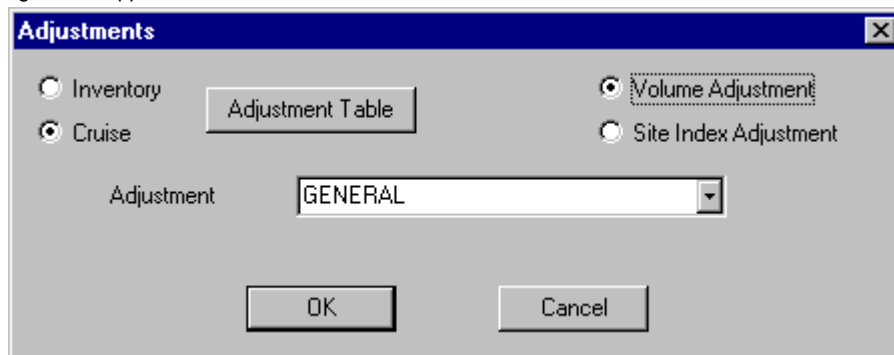 Adjustments
Inventory
Volume Adjustment
Adjustment Table
Cruise
Site Index Adjustment
Adjustment
GENERAL
OK
Cancel